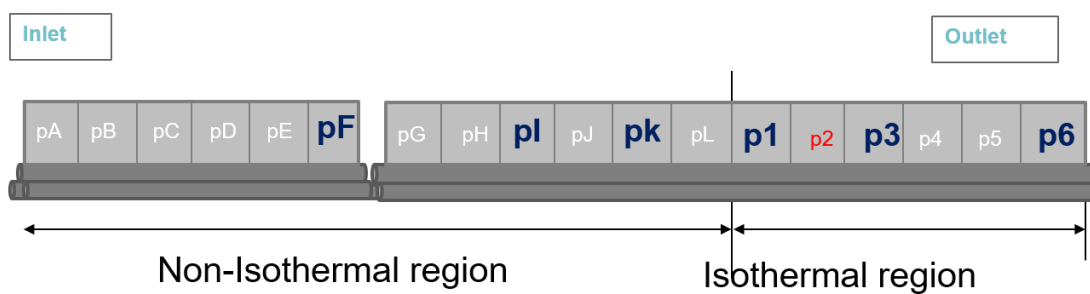 Inlet
Outlet
pA pB pC pD pE pF pG pH pI pJ pk pL p1 p2 p3 p4 p5 p6
Non-Isothermal region
Isothermal region